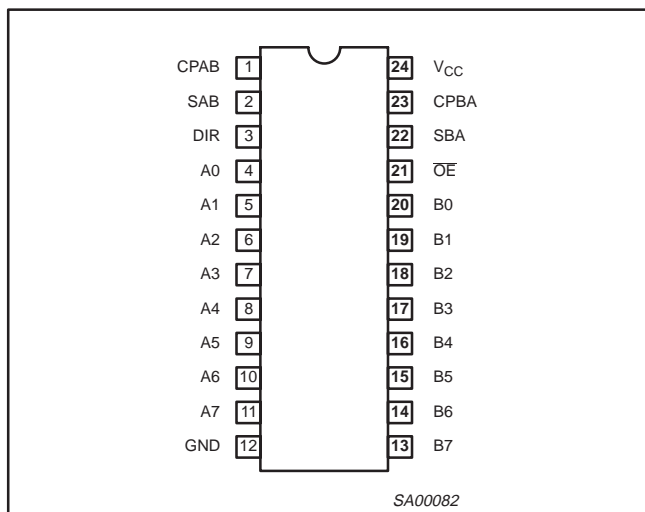 CPAB 1 24 VCC
SAB 2 23 CPBA
DIR 3 22 SBA
A0 4 21 O̅E̅
A1 5 20 B0
A2 6 19 B1
A3 7 18 B2
A4 8 17 B3
A5 9 16 B4
A6 10 15 B5
A7 11 14 B6
GND 12 13 B7
SA00082